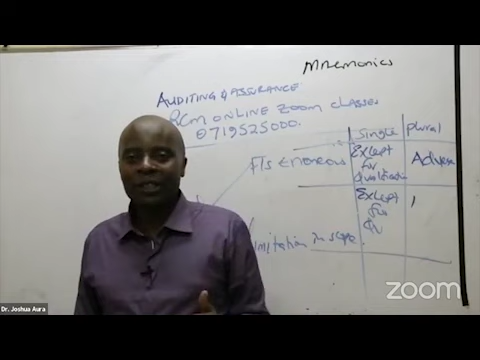 Mnemonics
AUDITING & ASSURANCE
RCM ONLINE ZOOM CLASSES
0719525000.
single plural
F/S ERRONEOUS Except for Qualification Adverse
Limitation in scope. Except for
zoom
Dr. Joshua Aura